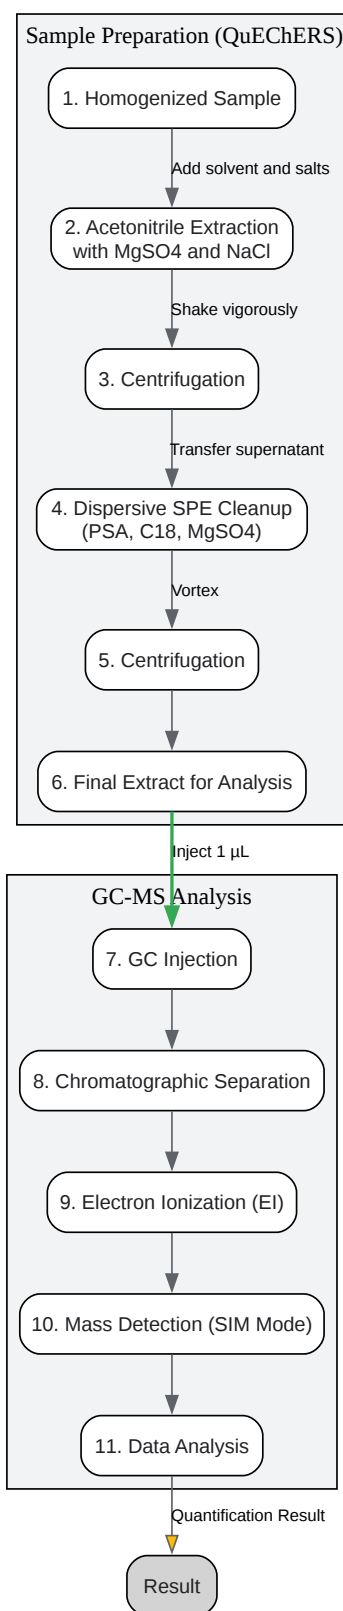 Sample Preparation (QuEChERS)
1. Homogenized Sample
Add solvent and salts
2. Acetonitrile Extraction
with MgSO4 and NaCl
Shake vigorously
3. Centrifugation
Transfer supernatant
4. Dispersive SPE Cleanup
(PSA, C18, MgSO4)
Vortex
5. Centrifugation
6. Final Extract for Analysis
Inject 1 µL
GC-MS Analysis
7. GC Injection
8. Chromatographic Separation
9. Electron Ionization (EI)
10. Mass Detection (SIM Mode)
11. Data Analysis
Quantification Result
Result